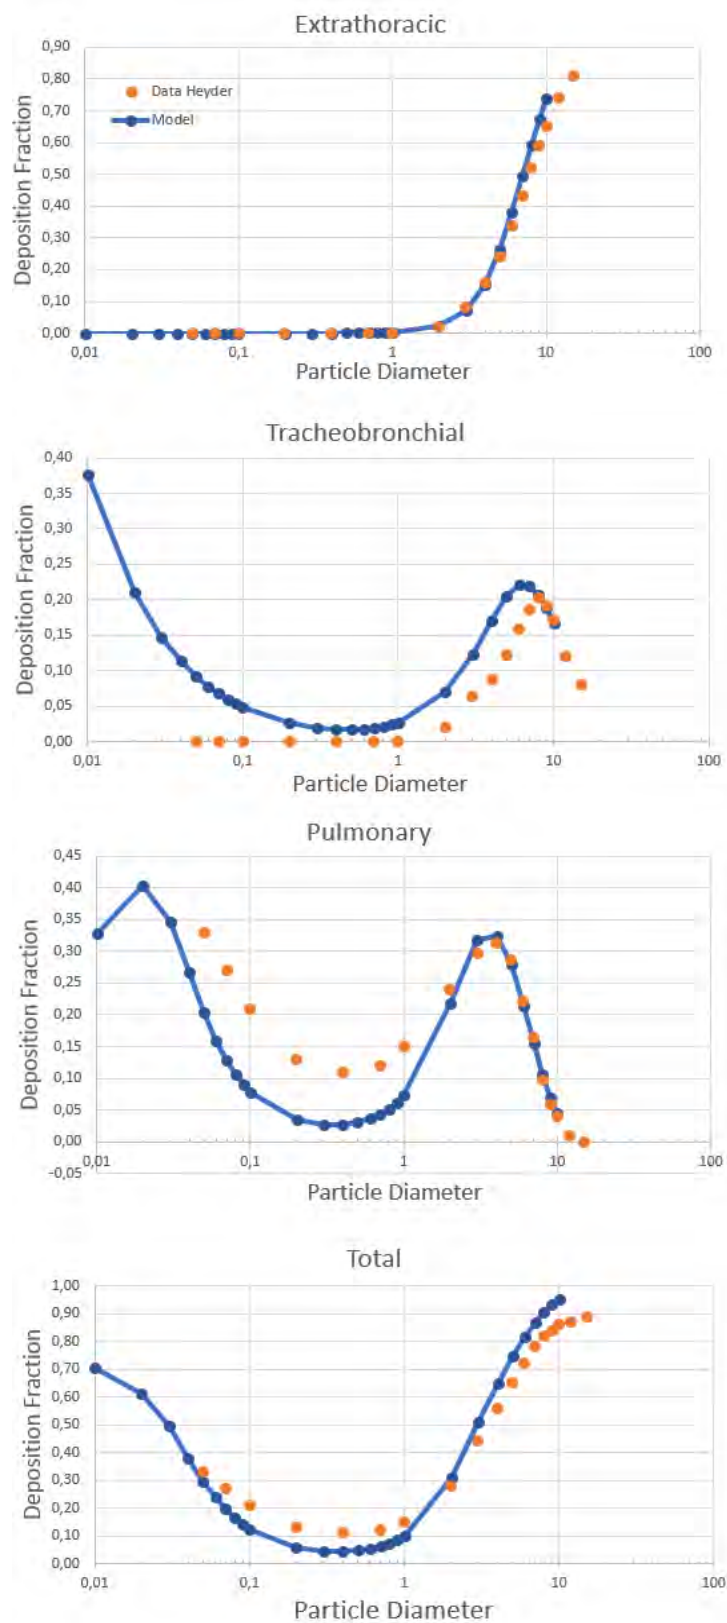 Extrathoracic
0,90
0,80
0,70
0,60
0,50
0,40
0,30
0,20
0,10
0,00
Deposition Fraction
Data Heyder
Model
0,01 0,1 1 10 100
Particle Diameter
Tracheobronchial
0,40
0,35
0,30
0,25
0,20
0,15
0,10
0,05
0,00
Deposition Fraction
0,01 0,1 1 10 100
Particle Diameter
Pulmonary
0,45
0,40
0,35
0,30
0,25
0,20
0,15
0,10
0,05
0,00
-0,05
Deposition Fraction
0,01 0,1 1 10 100
Particle Diameter
Total
1,00
0,90
0,80
0,70
0,60
0,50
0,40
0,30
0,20
0,10
0,00
Deposition Fraction
0,01 0,1 1 10 100
Particle Diameter